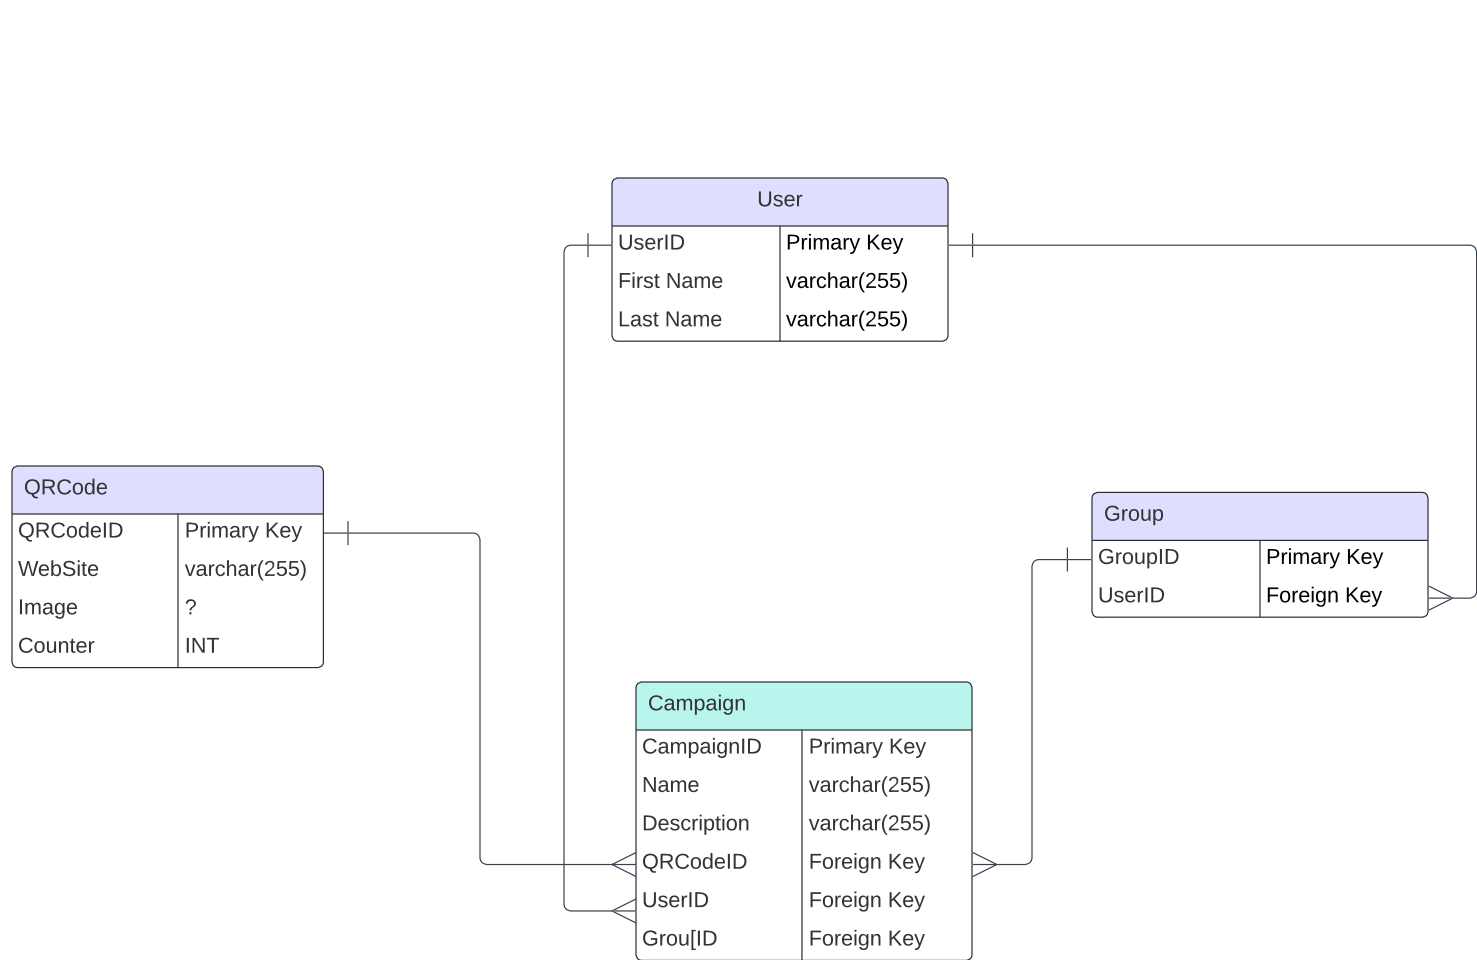 User
UserID Primary Key
First Name varchar(255)
Last Name varchar(255)
QRCode
QRCodeID Primary Key
WebSite varchar(255)
Image ?
Counter INT
Group
GroupID Primary Key
UserID Foreign Key
Campaign
CampaignID Primary Key
Name varchar(255)
Description varchar(255)
QRCodeID Foreign Key
UserID Foreign Key
Grou[ID Foreign Key